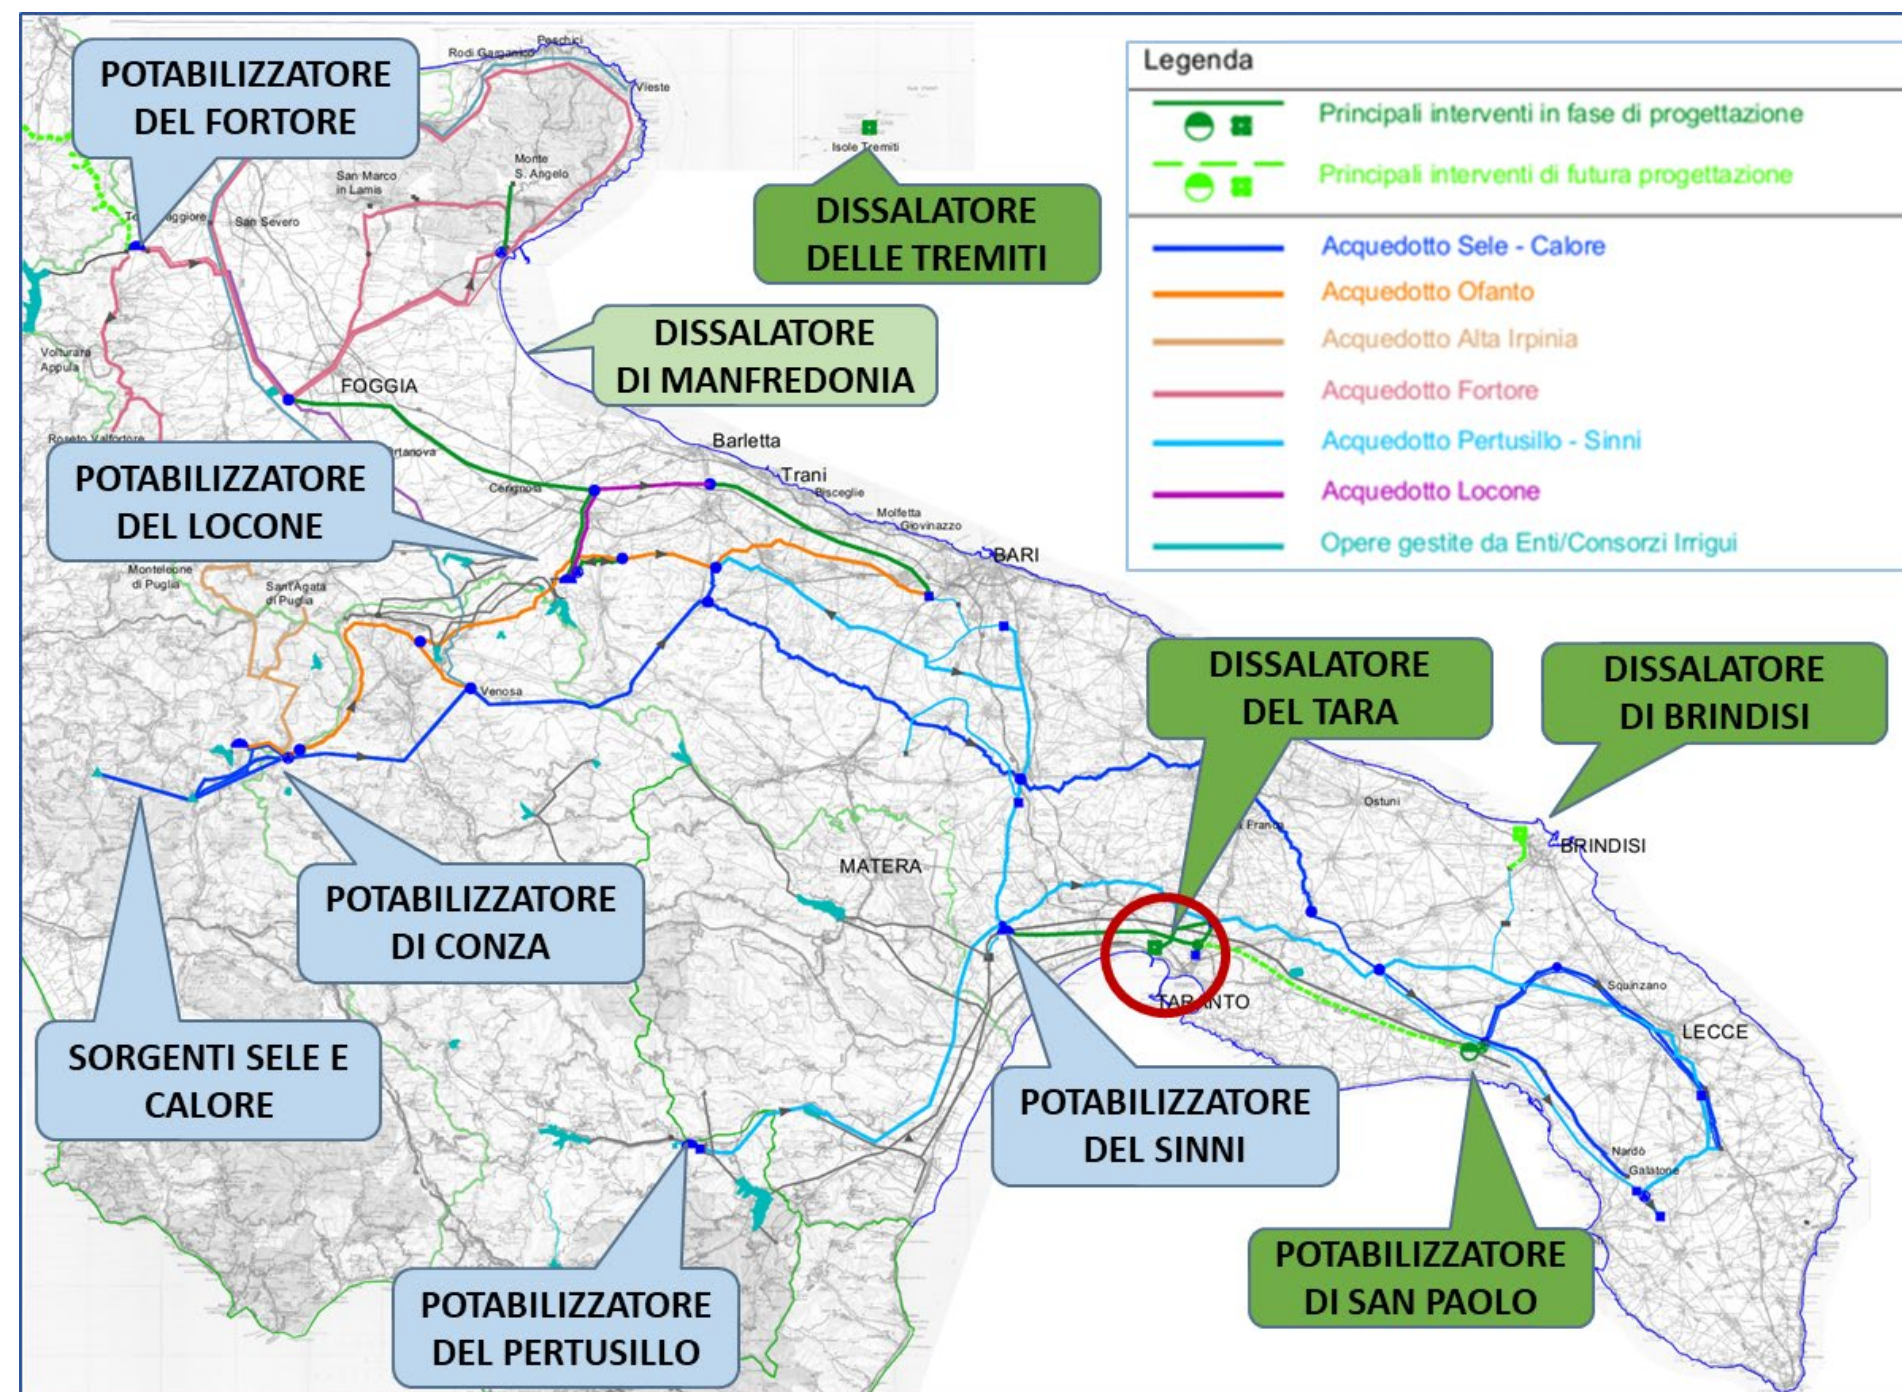 POTABILIZZATORE
DEL FORTORE
Rodi Garganico
Peschici
Vieste
Isole Tremiti
Monte
S. Angelo
San Marco
in Lamis
San Severo
DISSALATORE
DELLE TREMITI
DISSALATORE
DI MANFREDONIA
Volturara
Appula
FOGGIA
Roseto Valfortore
Legenda
Principali interventi in fase di progettazione
Principali interventi di futura progettazione
Acquedotto Sele - Calore
Acquedotto Ofanto
Acquedotto Alta Irpinia
Acquedotto Fortore
Acquedotto Pertusillo - Sinni
Acquedotto Locone
Opere gestite da Enti/Consorzi Irrigui
POTABILIZZATORE
DEL LOCONE
Cerignola
Barletta
Trani
Bisceglie
Molfetta
Giovinazzo
BARI
Monteleone
di Puglia
Sant'Agata
di Puglia
Venosa
DISSALATORE
DEL TARA
DISSALATORE
DI BRINDISI
Ostuni
BRINDISI
MATERA
POTABILIZZATORE
DI CONZA
SORGENTI SELE E
CALORE
TARANTO
Squinzano
LECCE
POTABILIZZATORE
DEL SINNI
Nardò
Galatone
POTABILIZZATORE
DI SAN PAOLO
POTABILIZZATORE
DEL PERTUSILLO